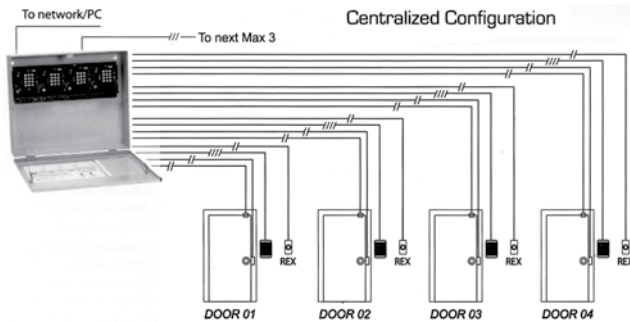 To network/PC
Centralized Configuration
To next Max 3
REX
REX
REX
REX
DOOR 01
DOOR 02
DOOR 03
DOOR 04